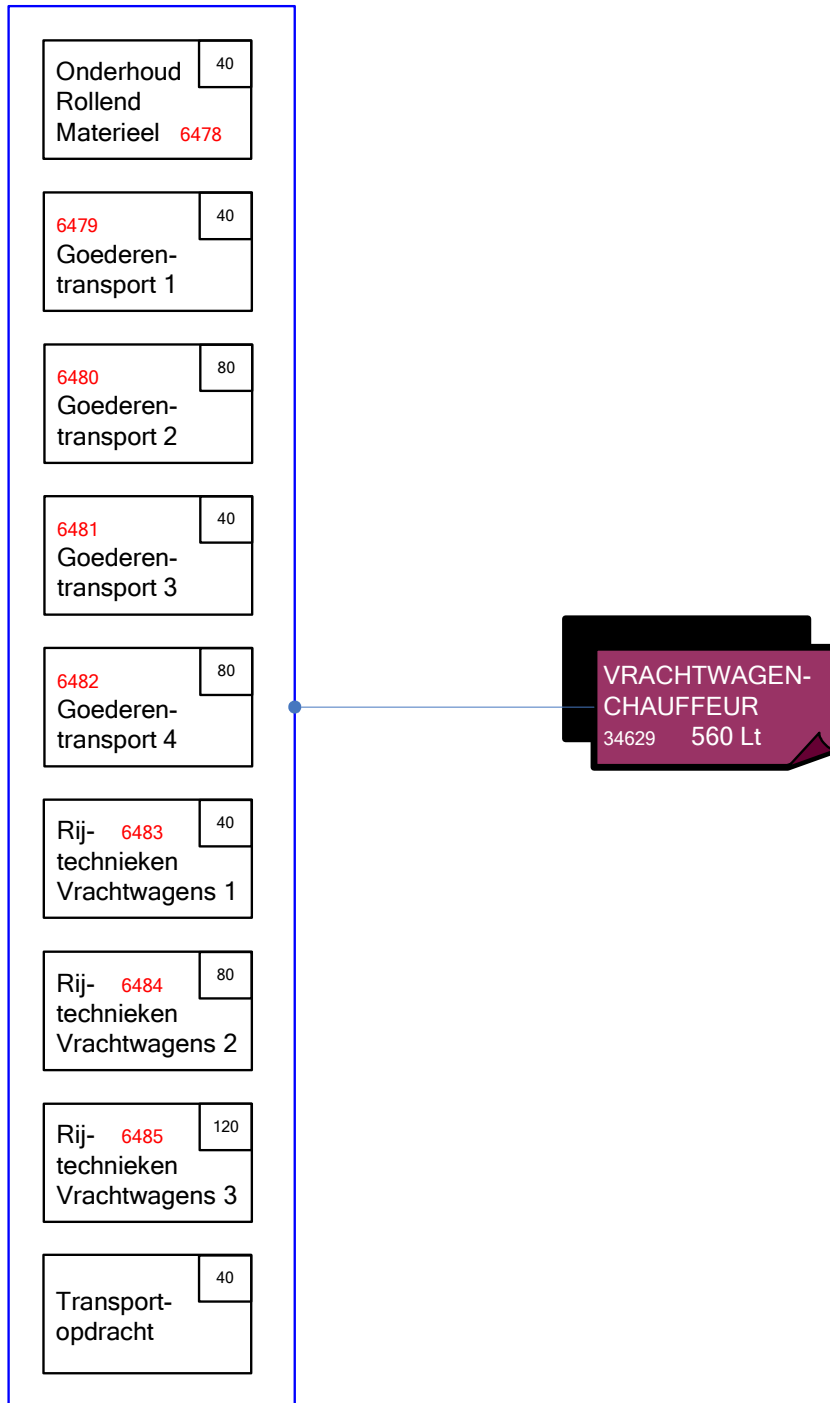 40
Onderhoud
Rollend
Materieel 6478
40
6479
Goederen-
transport 1
80
6480
Goederen-
transport 2
40
6481
Goederen-
transport 3
80
6482
Goederen-
transport 4
40
Rij- 6483
technieken
Vrachtwagens 1
80
Rij- 6484
technieken
Vrachtwagens 2
120
Rij- 6485
technieken
Vrachtwagens 3
40
Transport-
opdracht
VRACHTWAGEN-
CHAUFFEUR
34629 560 Lt